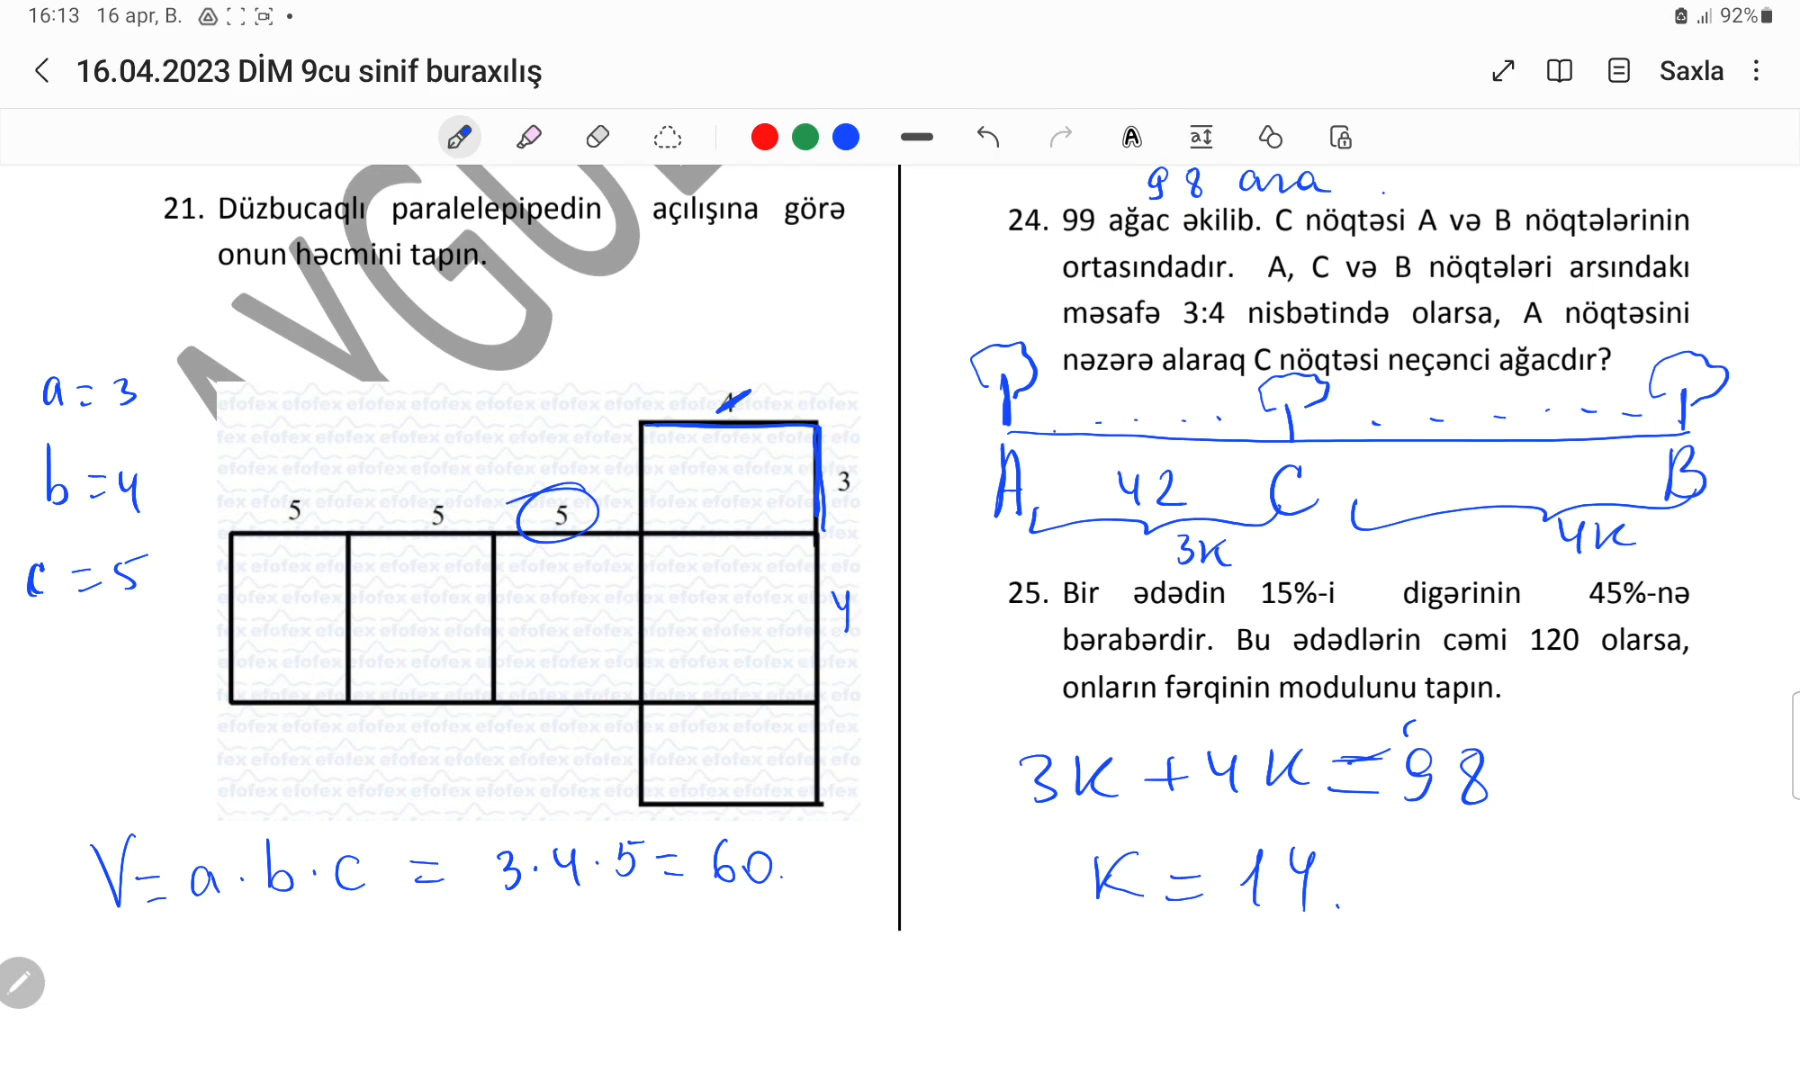 16:13 16 apr, B. 92%
16.04.2023 DİM 9cu sinif buraxılış
Saxla
21. Düzbucaqlı paralelepipedin açılışına görə
onun həcmini tapın.
a = 3
b = 4
c = 5
4
3
5 5 5
4
V = a · b · c = 3 · 4 · 5 = 60.
98 ara
24. 99 ağac əkilib. C nöqtəsi A və B nöqtələrinin
ortasındadır. A, C və B nöqtələri arsındakı
məsafə 3:4 nisbətində olarsa, A nöqtəsini
nəzərə alaraq C nöqtəsi neçənci ağacdır?
A 42 C B
3K 4K
25. Bir ədədin 15%-i digərinin 45%-nə
bərabərdir. Bu ədədlərin cəmi 120 olarsa,
onların fərqinin modulunu tapın.
3K + 4K = 98
K = 14.